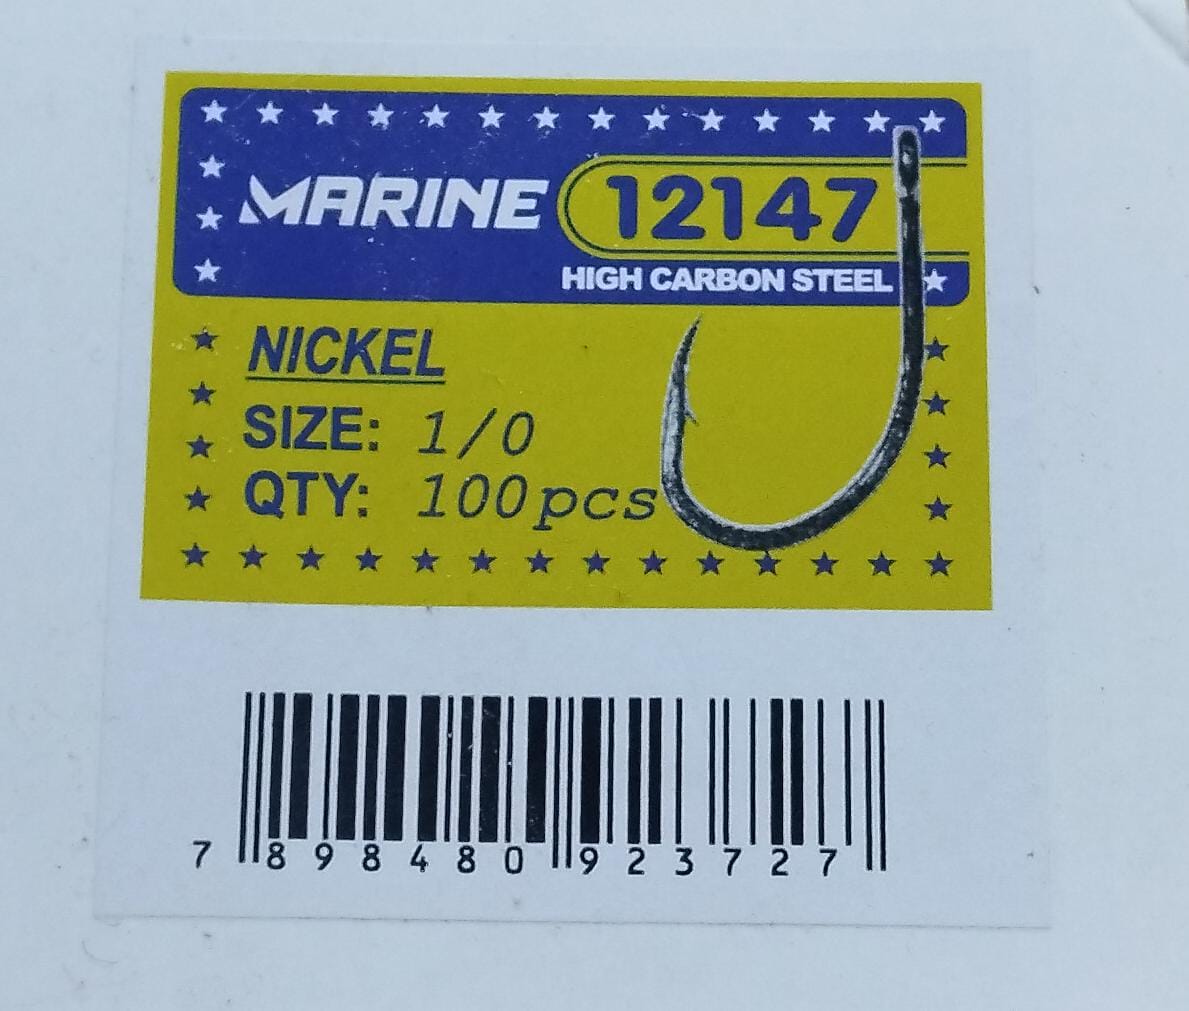 MARINE 12147
HIGH CARBON STEEL
NICKEL
SIZE: 1/0
QTY: 100pcs
7 898480 923727